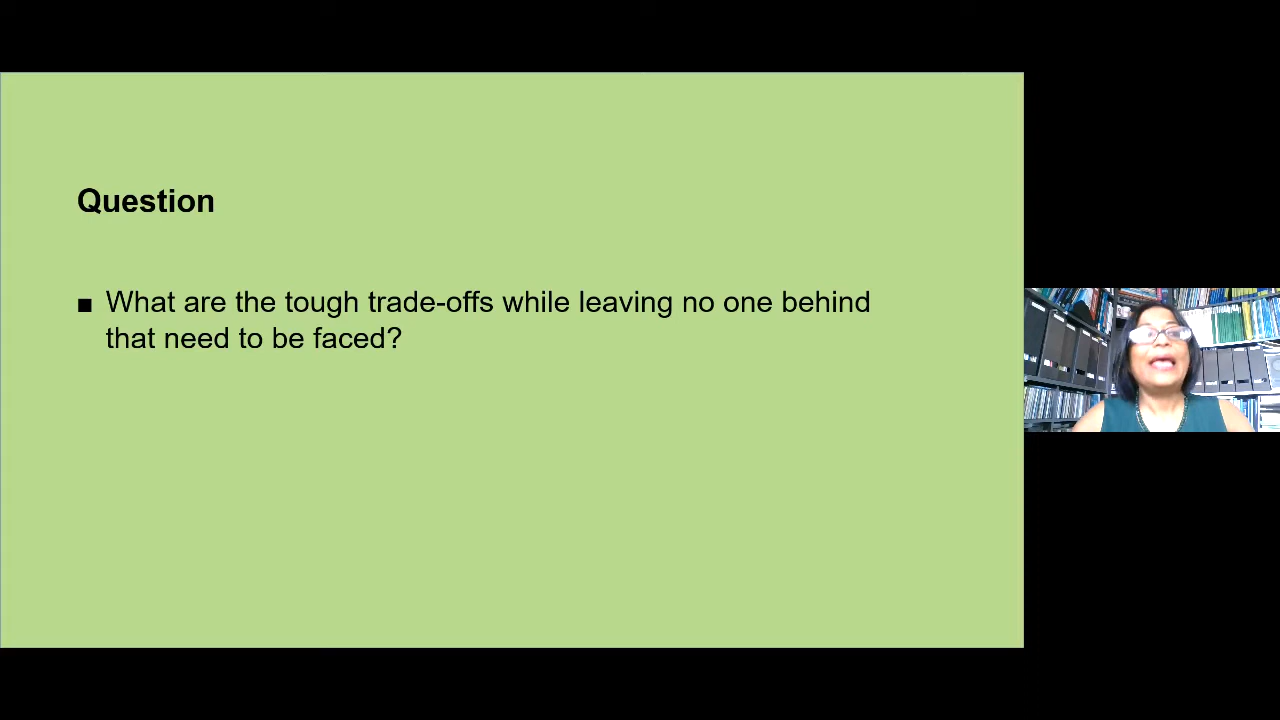 Question
■ What are the tough trade-offs while leaving no one behind
that need to be faced?